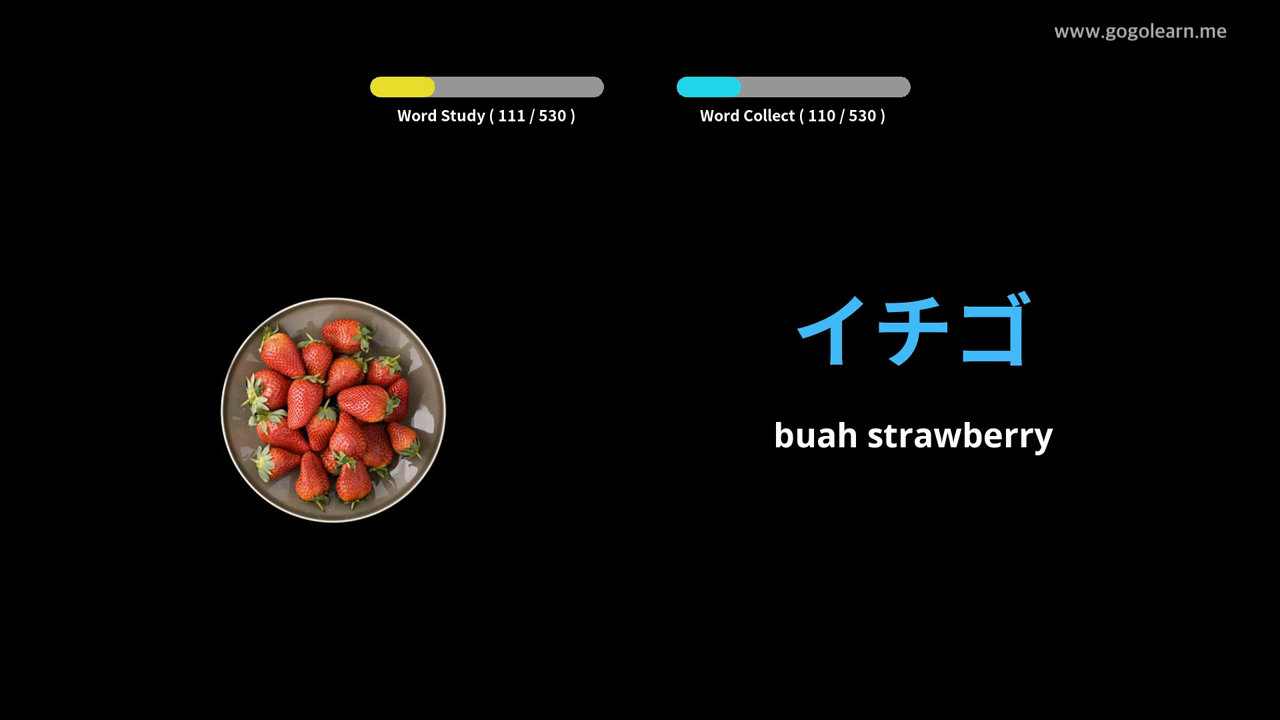 www.gogolearn.me
Word Study ( 111 / 530 )
Word Collect ( 110 / 530 )
イチゴ
buah strawberry